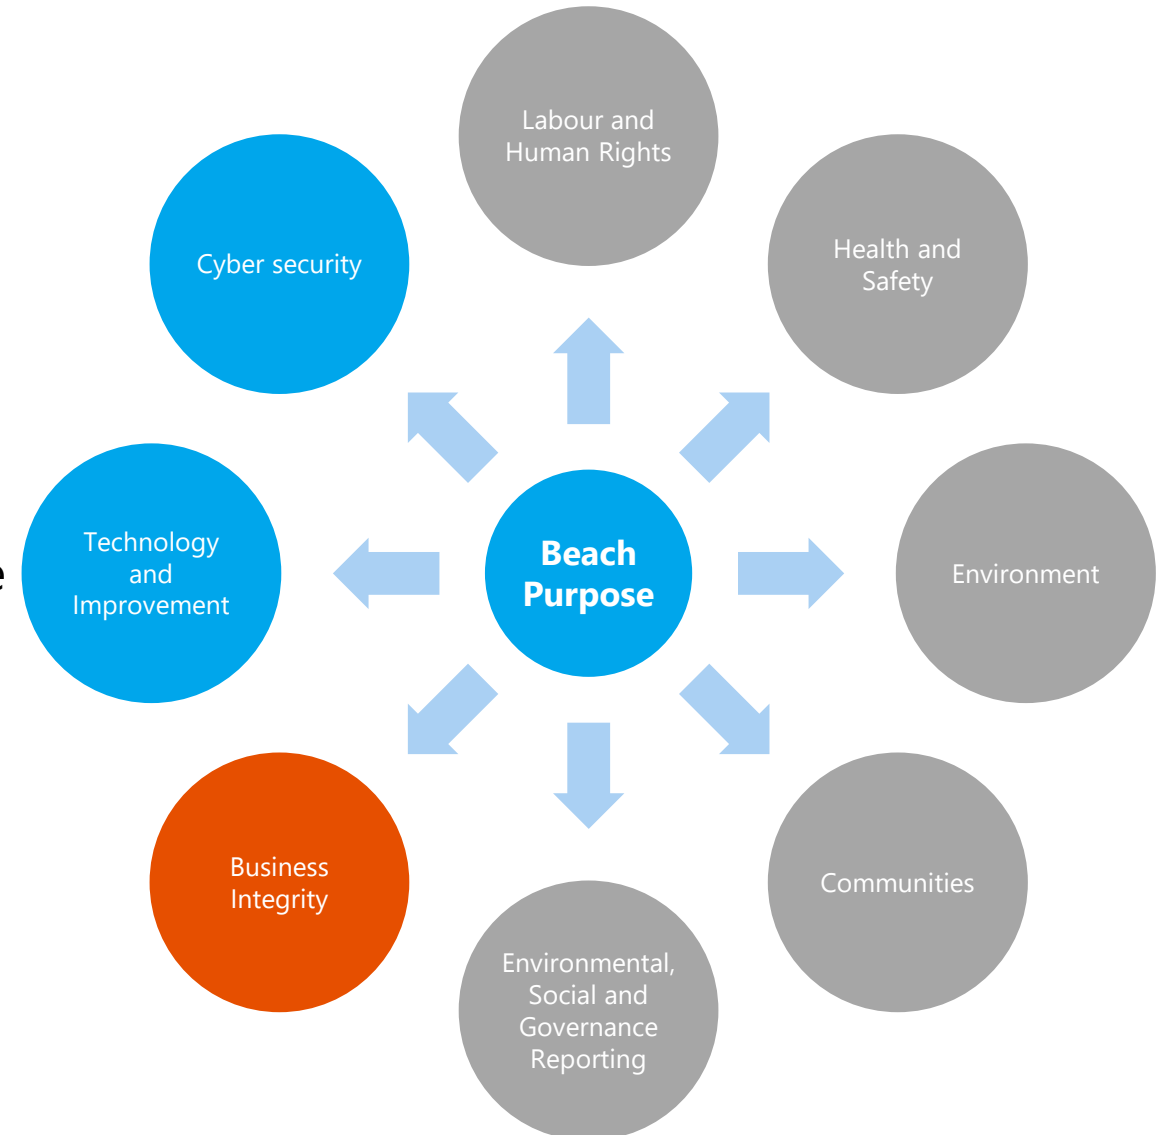 Labour and
Human Rights
Cyber security
Health and
Safety
Technology
and
Improvement
Beach
Purpose
Environment
e
Business
Integrity
Communities
Environmental,
Social and
Governance
Reporting